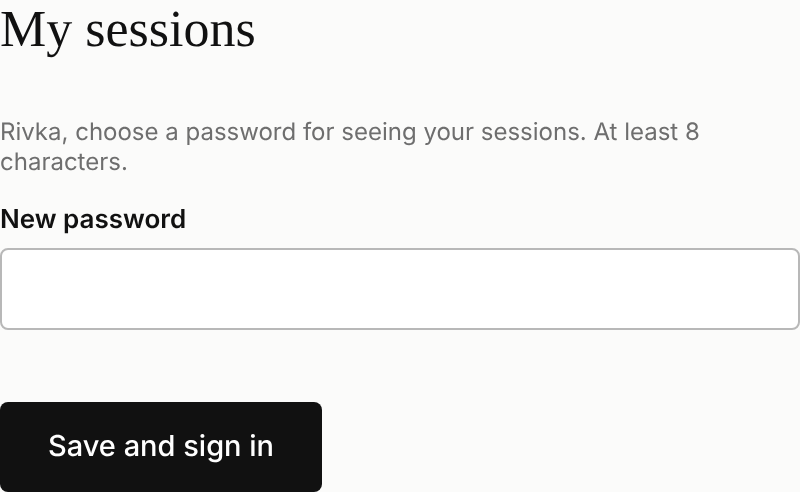 My sessions
Rivka, choose a password for seeing your sessions. At least 8
characters.
New password
Save and sign in